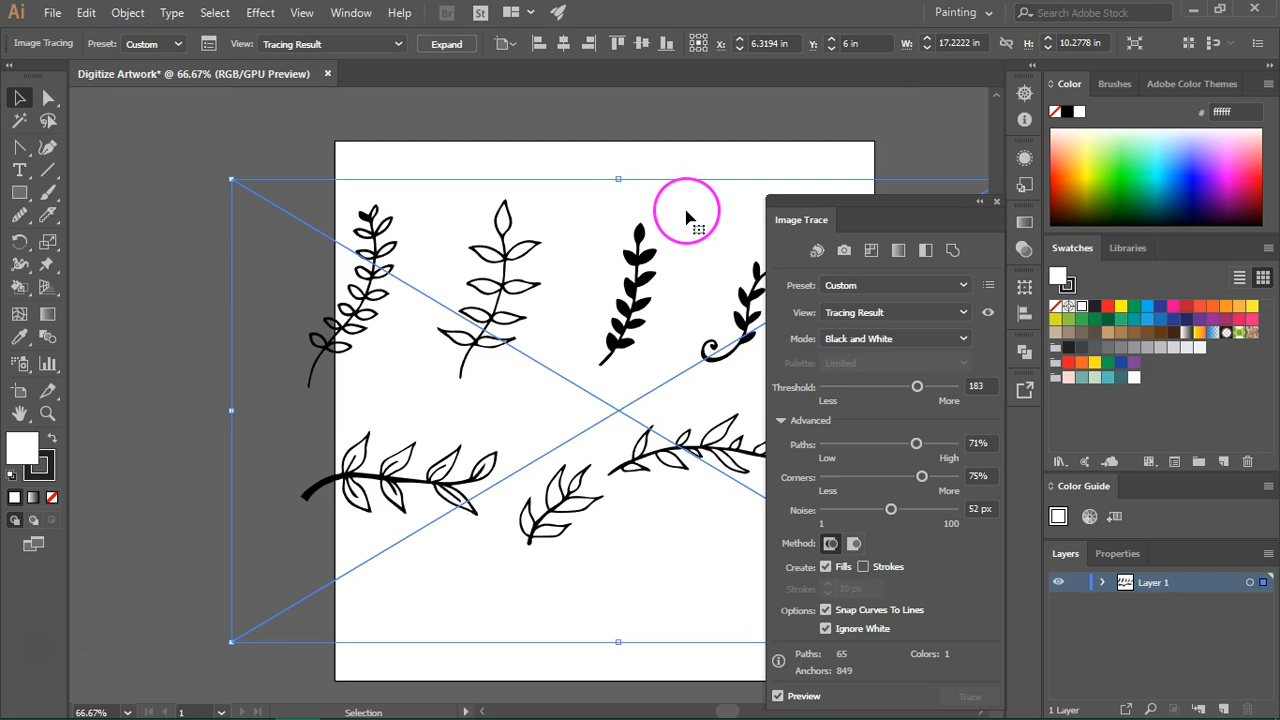 Ai File Edit Object Type Select Effect View Window Help Br St Painting Search Adobe Stock
Image Tracing Preset: Custom View: Tracing Result Expand X: 6.3194 in Y: 6 in W: 17.2222 in H: 10.2778 in
Digitize Artwork* @ 66.67% (RGB/GPU Preview) ×
Color Brushes Adobe Color Themes
# ffffff
Image Trace
Preset: Custom
View: Tracing Result
Mode: Black and White
Palette: Limited
Threshold: 183
Less More
Advanced
Paths: 71%
Low High
Corners: 75%
Less More
Noise: 52 px
1 100
Method:
Create: Fills Strokes
Stroke: 10 px
Options: Snap Curves To Lines
Ignore White
Paths: 65 Colors: 1
Anchors: 849
Preview Trace
Swatches Libraries
Color Guide
Layers Properties
Layer 1
1 Layer
66.67% 1 Selection